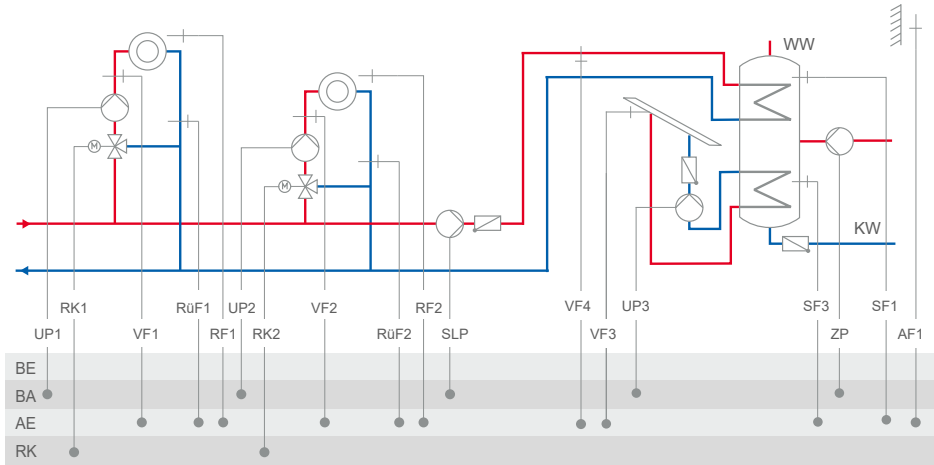 WW
M
M
KW
RK1 RüF1 UP2 VF2 RF2 VF4 UP3 SF3 SF1
UP1 VF1 RF1 RK2 RüF2 SLP VF3 ZP AF1
BE
BA
AE
RK